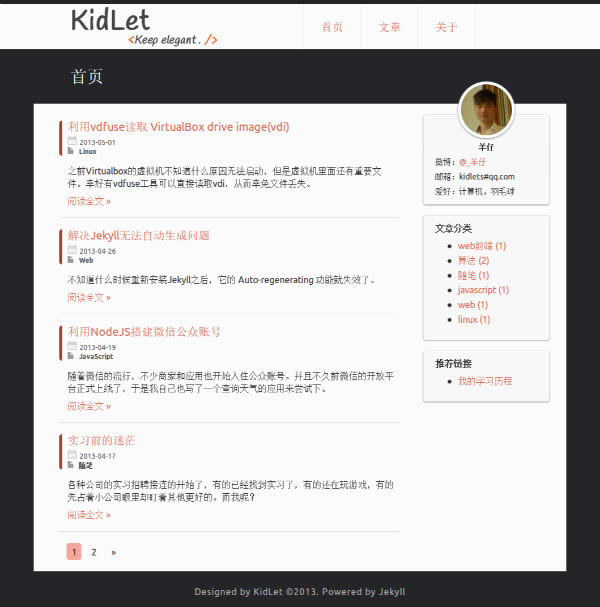 KidLet
<Keep elegant. />
首页
文章
关于
首页
利用vdfuse读取 VirtualBox drive image(vdi)
2013-05-01
Linux
之前Virtualbox的虚拟机不知道什么原因无法启动，但是虚拟机里面还有重要文
件。幸好有vdfuse工具可以直接读取vdi，从而幸免文件丢失。
阅读全文 »
解决Jekyll无法自动生成问题
2013-04-26
Web
不知道什么时候重新安装Jekyll之后，它的 Auto-regenerating 功能就失效了。
阅读全文 »
利用NodeJS搭建微信公众账号
2013-04-19
JavaScript
随着微信的流行，不少商家和应用也开始入住公众账号。并且不久前微信的开放平
台正式上线了，于是我自己也写了一个查询天气的应用来尝试下。
阅读全文 »
实习前的迷茫
2013-04-17
随笔
各种公司的实习招聘接连的开始了，有的已经找到实习了，有的还在玩游戏，有的
先占着小公司眼里却盯着其他更好的。而我呢？
阅读全文 »
1 2 »
羊仔
微博：@_羊仔
邮箱：kidlets#qq.com
爱好：计算机，羽毛球
文章分类
web前端 (1)
算法 (2)
随笔 (1)
javascript (1)
web (1)
linux (1)
推荐链接
我的学习历程
Designed by KidLet ©2013. Powered by Jekyll